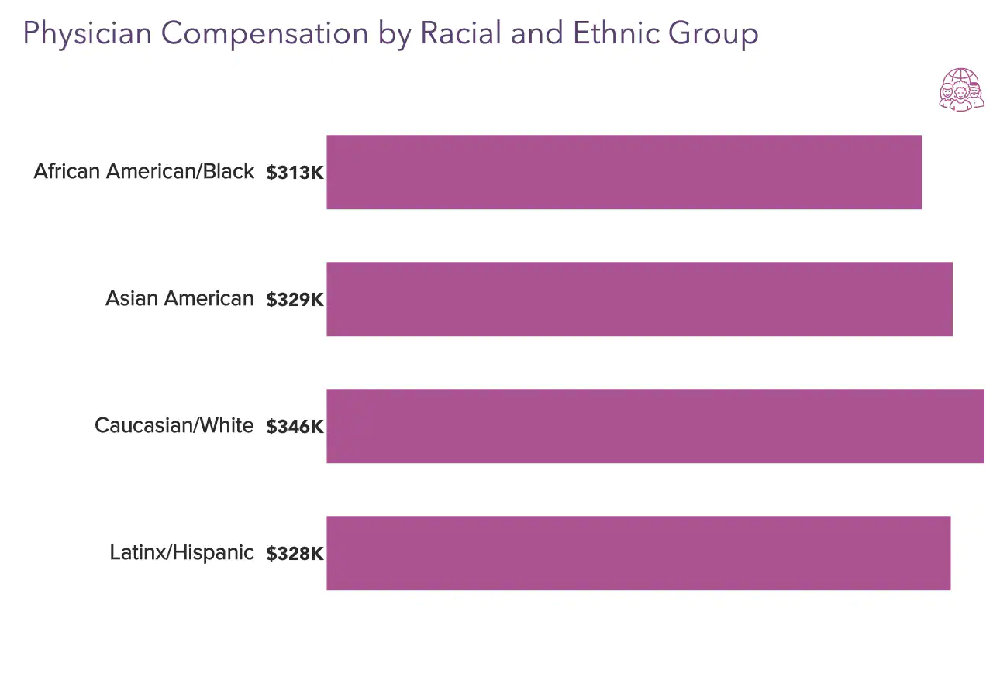 Physician Compensation by Racial and Ethnic Group
African American/Black $313K
Asian American $329K
Caucasian/White $346K
Latinx/Hispanic $328K